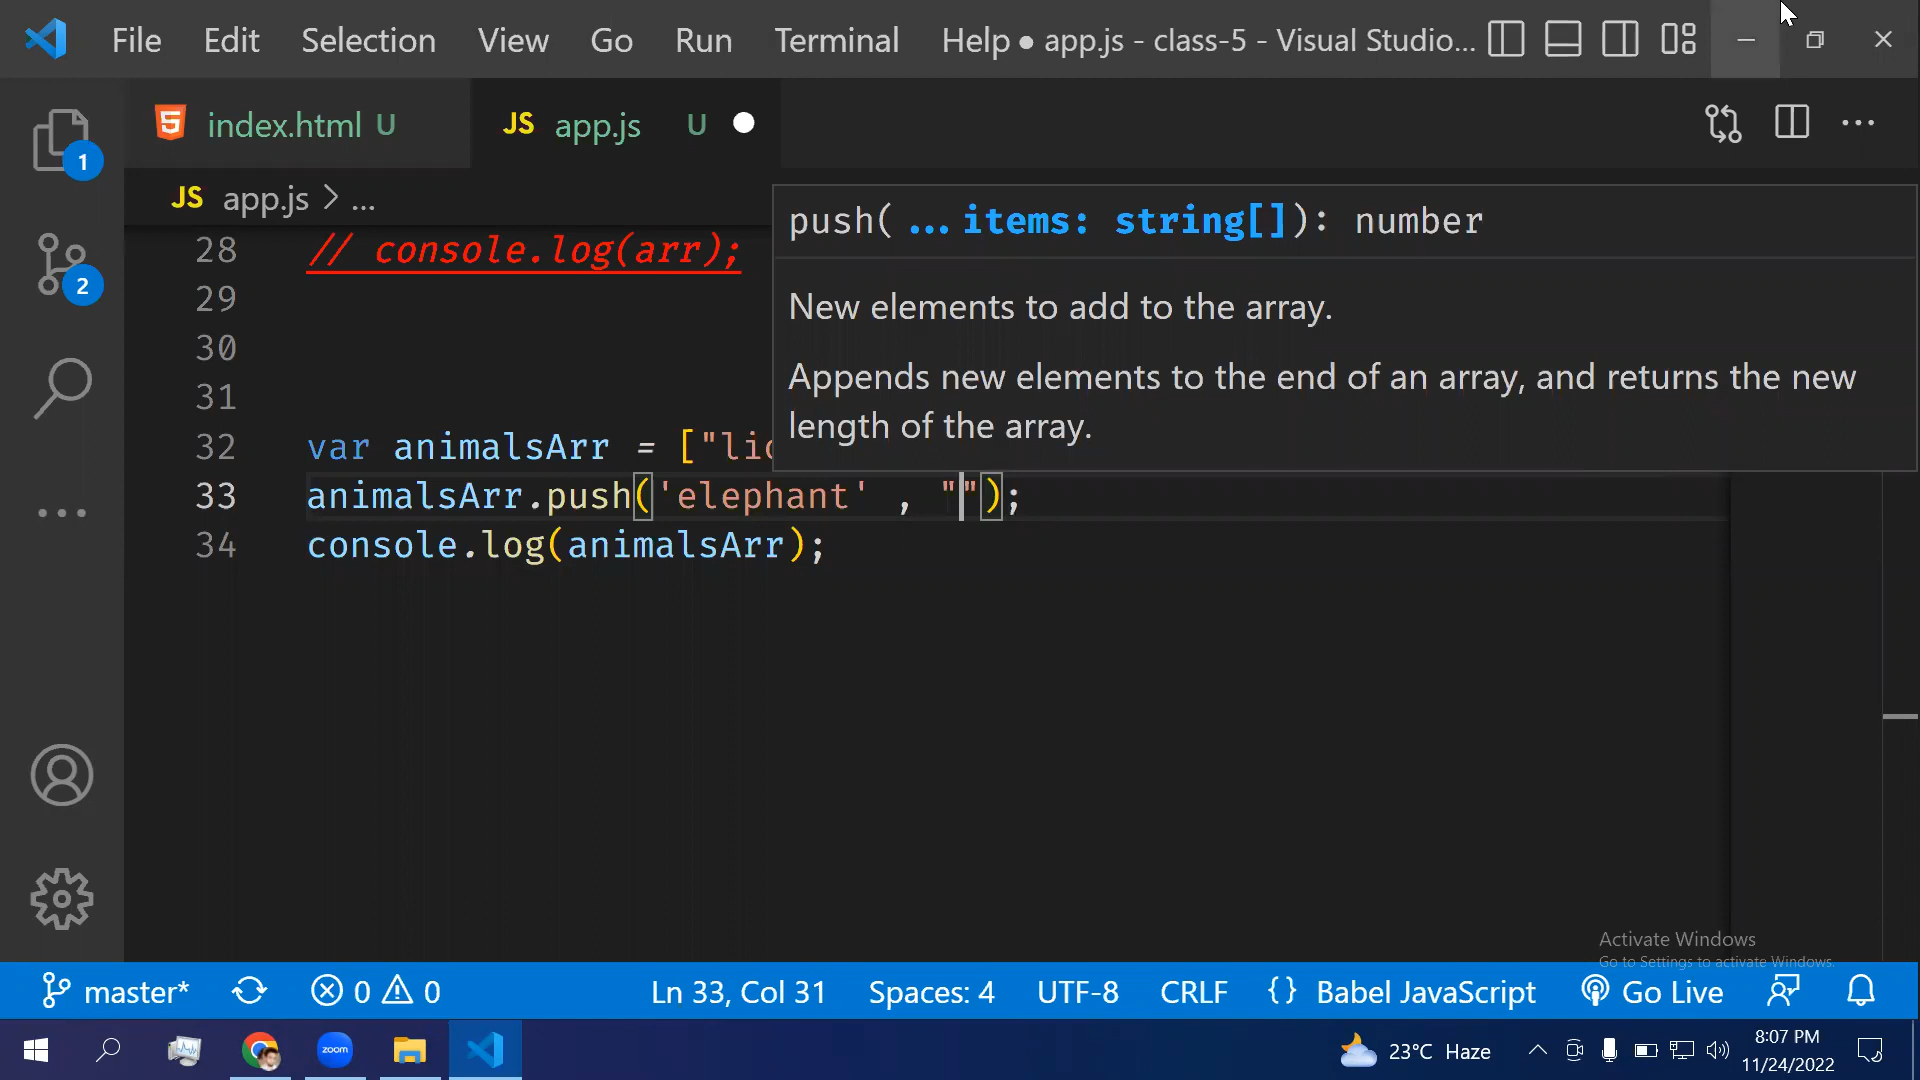 File Edit Selection View Go Run Terminal Help ● app.js - class-5 - Visual Studio...
index.html U
JS app.js U
JS app.js > ...
1
2
push(...items: string[]): number
New elements to add to the array.
Appends new elements to the end of an array, and returns the new
length of the array.
28 // console.log(arr);
29
30
31
32 var animalsArr = ["lio
33 animalsArr.push('elephant' , "");
34 console.log(animalsArr);
Activate Windows
Go to Settings to activate Windows.
master* 0 0 Ln 33, Col 31 Spaces: 4 UTF-8 CRLF {} Babel JavaScript Go Live
zoom
23°C Haze
8:07 PM
11/24/2022